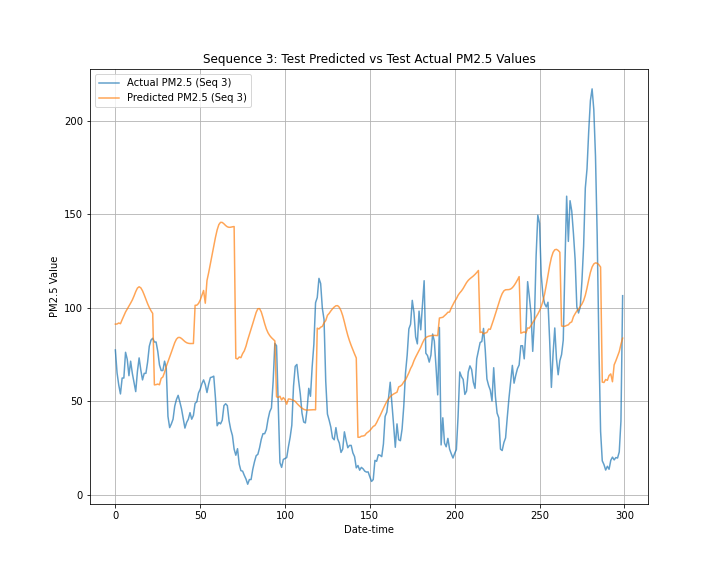 Sequence 3: Test Predicted vs Test Actual PM2.5 Values
Actual PM2.5 (Seq 3)
Predicted PM2.5 (Seq 3)
PM2.5 Value
200
150
100
50
0
0 50 100 150 200 250 300
Date-time